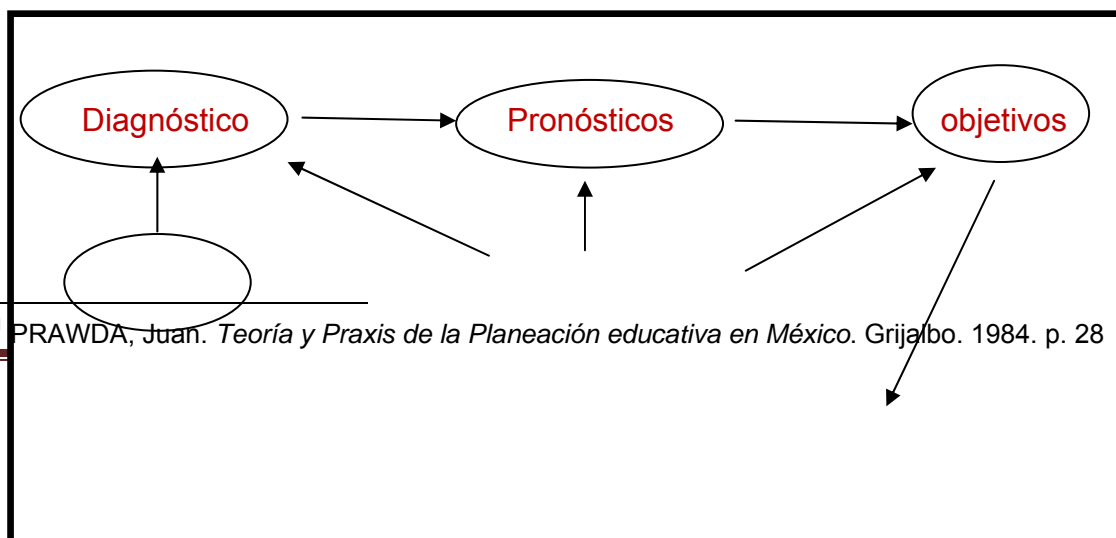 Diagnóstico Pronósticos objetivos
PRAWDA, Juan. Teoría y Praxis de la Planeación educativa en México. Grijalbo. 1984. p. 28